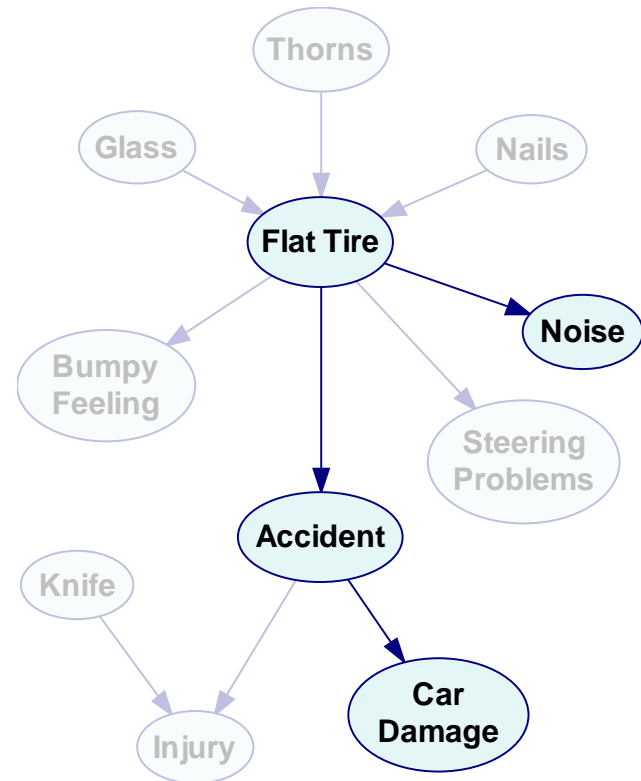 Thorns
Glass
Nails
Flat Tire
Noise
Bumpy
Feeling
Steering
Problems
Accident
Knife
Car
Damage
Injury